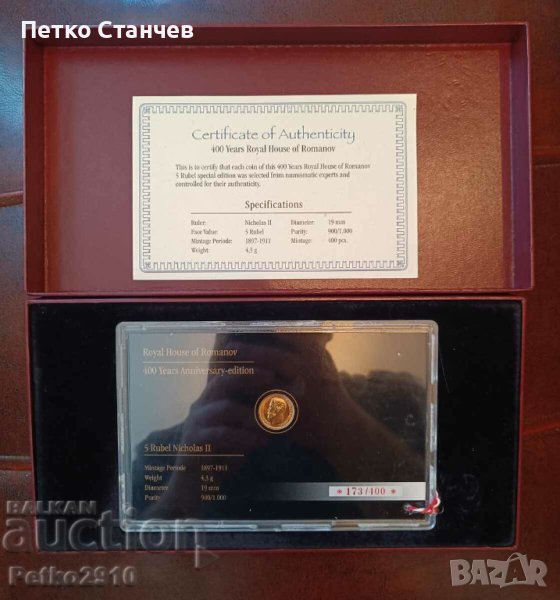 Петко Станчев
Certificate of Authenticity
400 Years Royal House of Romanov
This is to certify that each coin of this 400 Years Royal House of Romanov
5 Rubel special edition was selected from numismatic experts and
controlled for their authenticity.
Specifications
Ruler: Nicholas II Diameter: 19 mm
Face Value: 5 Rubel Purity: 900/1.000
Mintage Periode: 1897-1911 Mintage: 400 pcs.
Weight: 4,3 g
Royal House of Romanov
400 Years Anniversary-edition
5 Rubel Nicholas II
Mintage Periode 1897-1911
Weight 4,3 g
Diameter 19 mm
Purity 900/1.000
* 173/400 *
BALKAN
auction
Petko2910
BAZAR